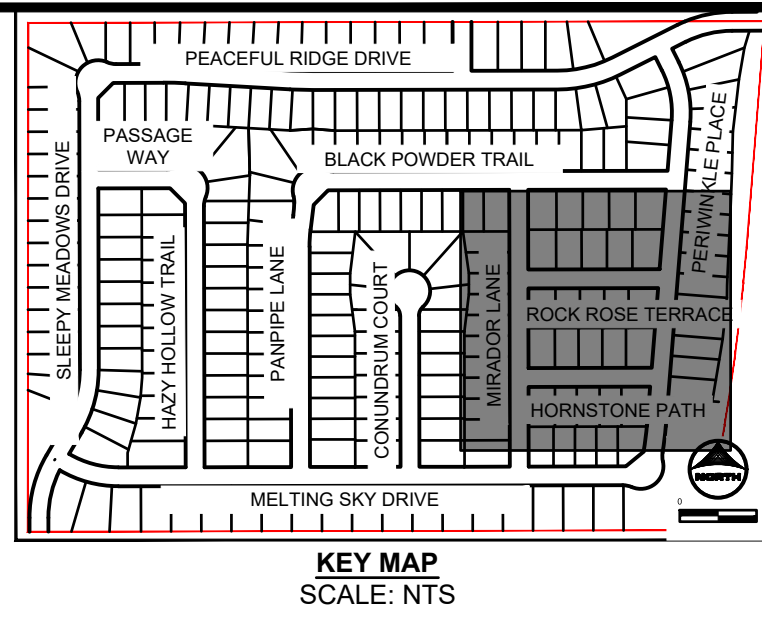 PEACEFUL RIDGE DRIVE
PASSAGE
WAY
BLACK POWDER TRAIL
SLEEPY MEADOWS DRIVE
HAZY HOLLOW TRAIL
PANPIPE LANE
CONUNDRUM COURT
MIRADOR LANE
PERIWINKLE PLACE
ROCK ROSE TERRACE
HORNSTONE PATH
MELTING SKY DRIVE
NORTH
0
KEY MAP
SCALE: NTS